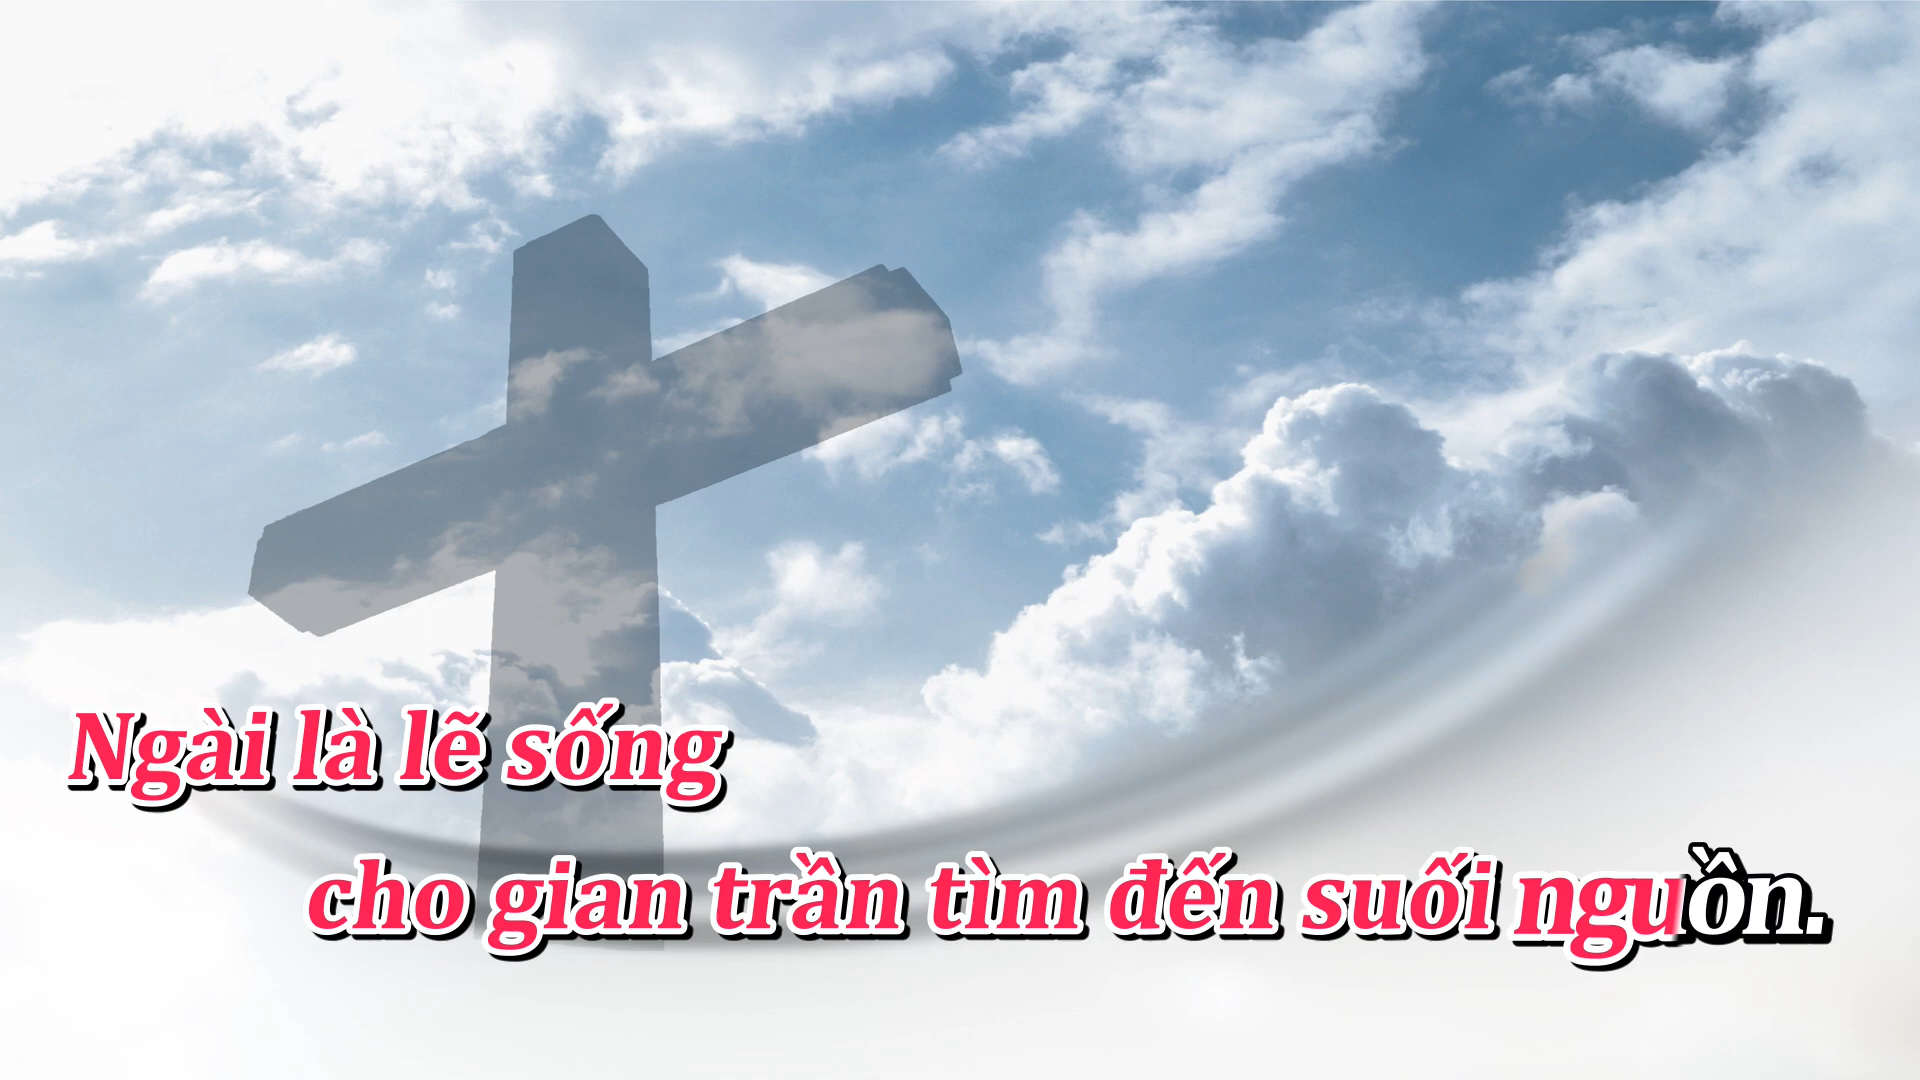 Ngài là lẽ sống
cho gian trần tìm đến suối nguồn.